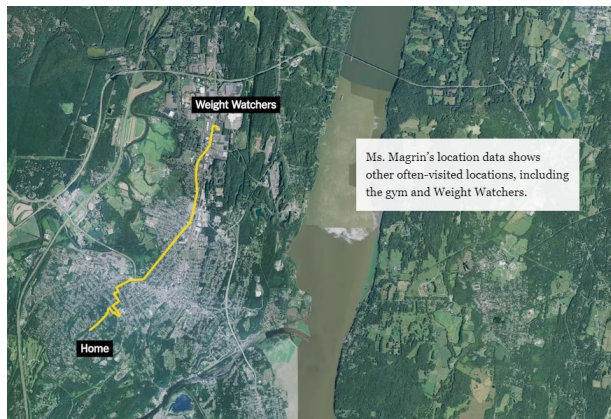 Weight Watchers
Ms. Magrin's location data shows
other often-visited locations, including
the gym and Weight Watchers.
Home